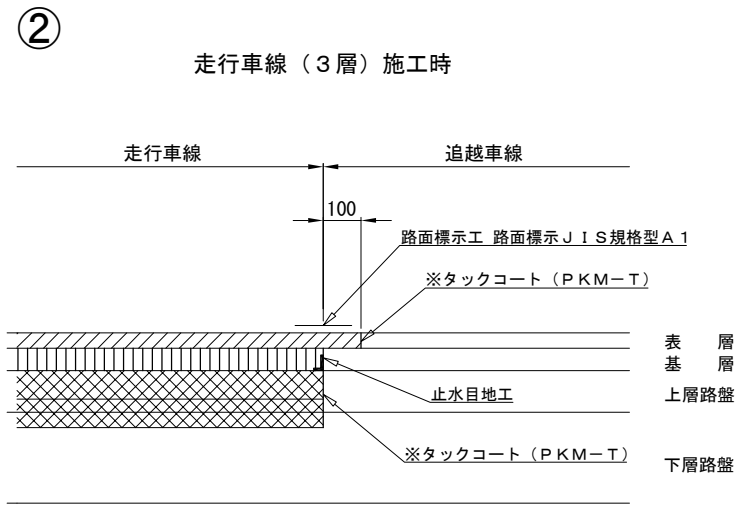 ②
走行車線（３層）施工時
走行車線
追越車線
100
路面標示工 路面標示ＪＩＳ規格型Ａ１
※タックコート（ＰＫＭ－Ｔ）
表　層
基　層
止水目地工
上層路盤
※タックコート（ＰＫＭ－Ｔ）
下層路盤